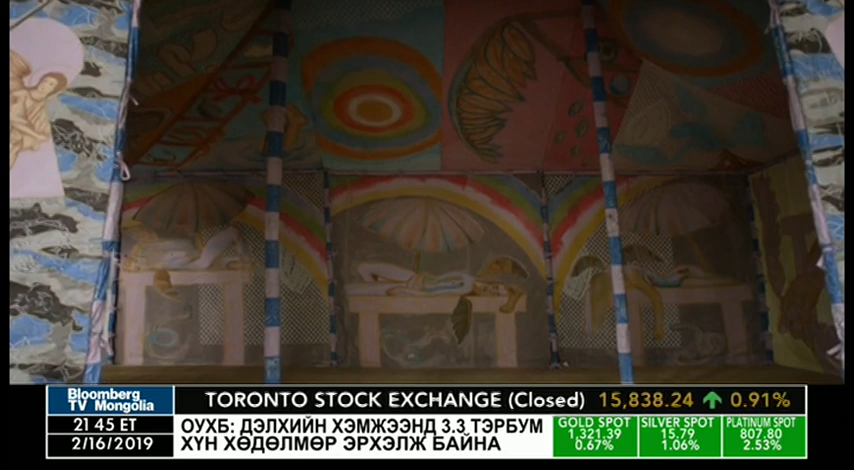 Bloomberg
TV Mongolia
TORONTO STOCK EXCHANGE (Closed) 15,838.24 0.91%
21 45 ET
2/16/2019
ОУХБ: ДЭЛХИЙН ХЭМЖЭЭНД 3.3 ТЭРБУМ
ХҮН ХӨДӨЛМӨР ЭРХЭЛЖ БАЙНА
GOLD SPOT
1,321.39
0.67%
SILVER SPOT
15.79
1.06%
PLATINUM SPOT
807.80
2.53%